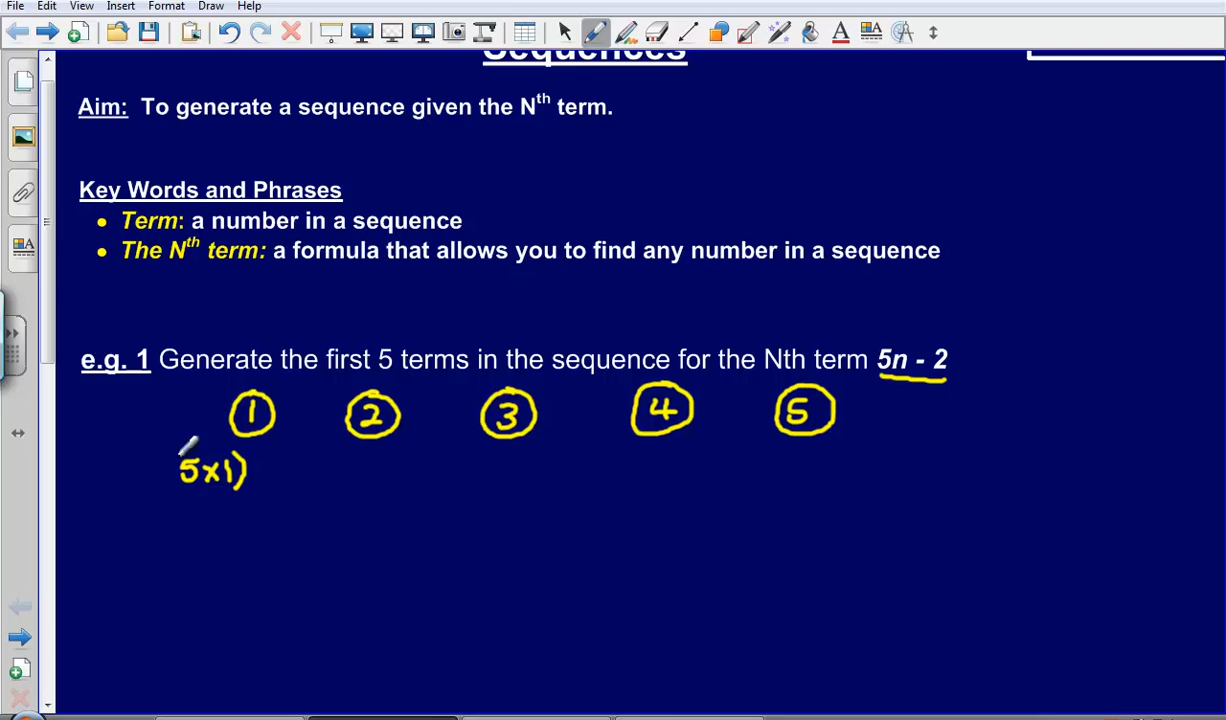 File Edit View Insert Format Draw Help
Sequences
Aim: To generate a sequence given the Nth term.
Key Words and Phrases
• Term: a number in a sequence
• The Nth term: a formula that allows you to find any number in a sequence
e.g. 1 Generate the first 5 terms in the sequence for the Nth term 5n - 2
1 2 3 4 5
5×1)